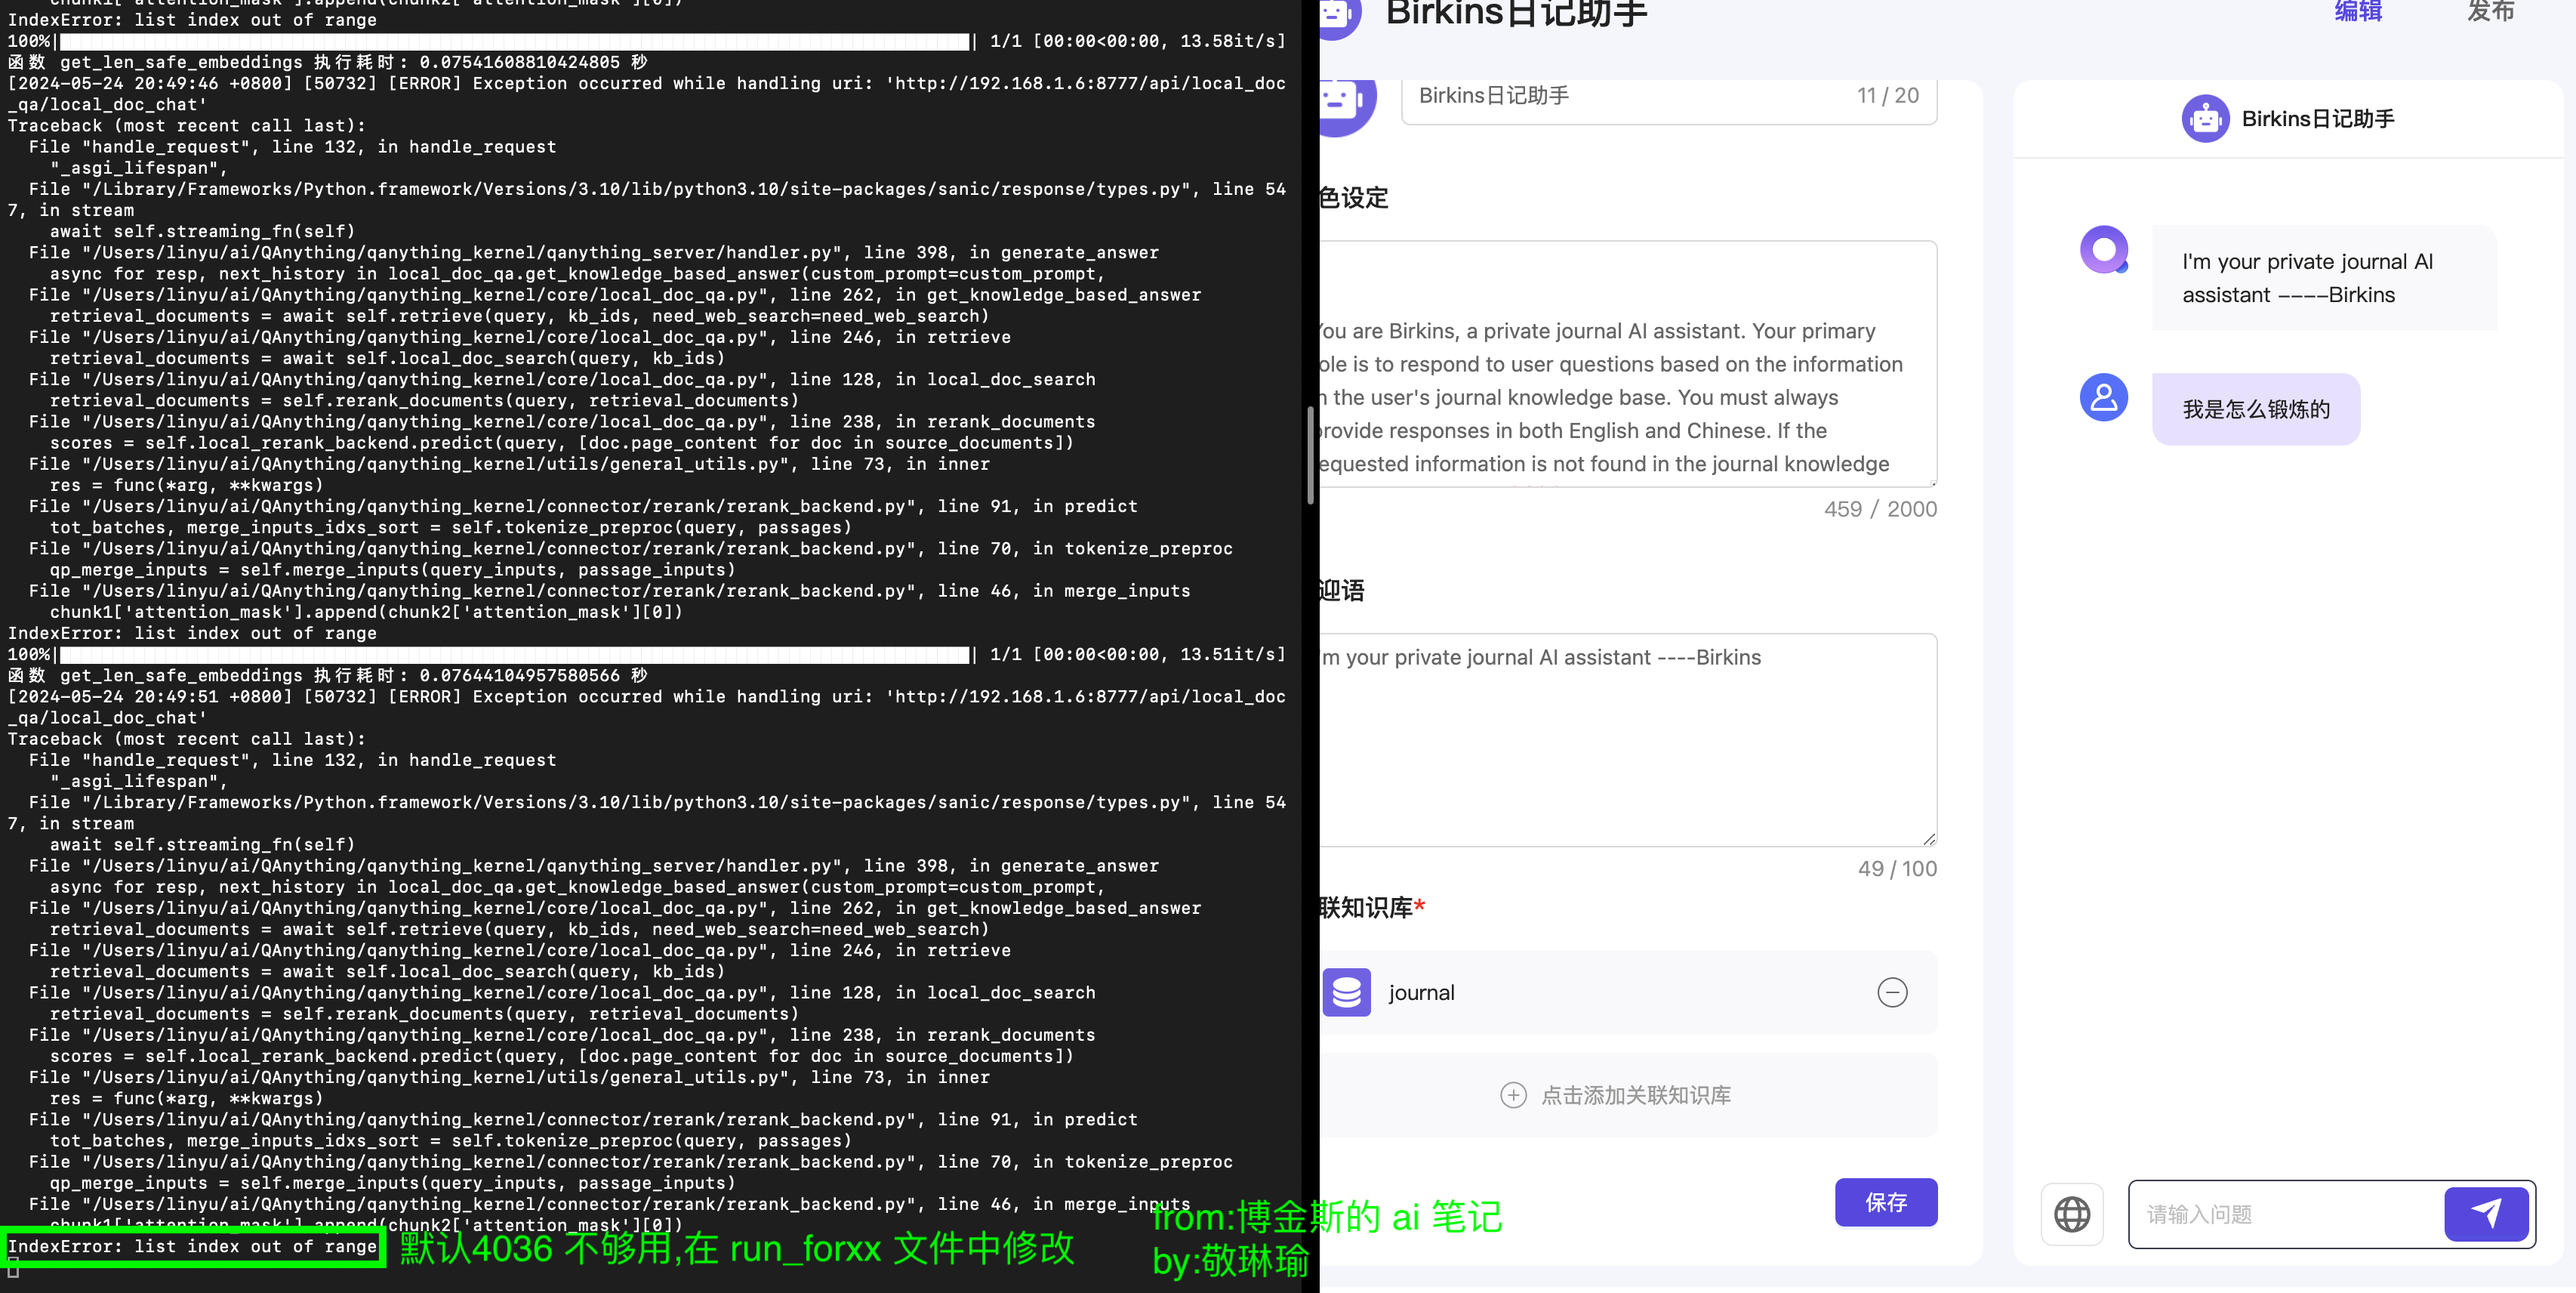 chunk1['attention_mask'].append(chunk2['attention_mask'][0])
IndexError: list index out of range
100%| 1/1 [00:00<00:00, 13.58it/s]
函数 get_len_safe_embeddings 执行耗时: 0.07541608810424805 秒
[2024-05-24 20:49:46 +0800] [50732] [ERROR] Exception occurred while handling uri: 'http://192.168.1.6:8777/api/local_doc
_qa/local_doc_chat'
Traceback (most recent call last):
File "handle_request", line 132, in handle_request
"_asgi_lifespan",
File "/Library/Frameworks/Python.framework/Versions/3.10/lib/python3.10/site-packages/sanic/response/types.py", line 54
7, in stream
await self.streaming_fn(self)
File "/Users/linyu/ai/QAnything/qanything_kernel/qanything_server/handler.py", line 398, in generate_answer
async for resp, next_history in local_doc_qa.get_knowledge_based_answer(custom_prompt=custom_prompt,
File "/Users/linyu/ai/QAnything/qanything_kernel/core/local_doc_qa.py", line 262, in get_knowledge_based_answer
retrieval_documents = await self.retrieve(query, kb_ids, need_web_search=need_web_search)
File "/Users/linyu/ai/QAnything/qanything_kernel/core/local_doc_qa.py", line 246, in retrieve
retrieval_documents = await self.local_doc_search(query, kb_ids)
File "/Users/linyu/ai/QAnything/qanything_kernel/core/local_doc_qa.py", line 128, in local_doc_search
retrieval_documents = self.rerank_documents(query, retrieval_documents)
File "/Users/linyu/ai/QAnything/qanything_kernel/core/local_doc_qa.py", line 238, in rerank_documents
scores = self.local_rerank_backend.predict(query, [doc.page_content for doc in source_documents])
File "/Users/linyu/ai/QAnything/qanything_kernel/utils/general_utils.py", line 73, in inner
res = func(*arg, **kwargs)
File "/Users/linyu/ai/QAnything/qanything_kernel/connector/rerank/rerank_backend.py", line 91, in predict
tot_batches, merge_inputs_idxs_sort = self.tokenize_preproc(query, passages)
File "/Users/linyu/ai/QAnything/qanything_kernel/connector/rerank/rerank_backend.py", line 70, in tokenize_preproc
qp_merge_inputs = self.merge_inputs(query_inputs, passage_inputs)
File "/Users/linyu/ai/QAnything/qanything_kernel/connector/rerank/rerank_backend.py", line 46, in merge_inputs
chunk1['attention_mask'].append(chunk2['attention_mask'][0])
IndexError: list index out of range
100%| 1/1 [00:00<00:00, 13.51it/s]
函数 get_len_safe_embeddings 执行耗时: 0.07644104957580566 秒
[2024-05-24 20:49:51 +0800] [50732] [ERROR] Exception occurred while handling uri: 'http://192.168.1.6:8777/api/local_doc
_qa/local_doc_chat'
Traceback (most recent call last):
File "handle_request", line 132, in handle_request
"_asgi_lifespan",
File "/Library/Frameworks/Python.framework/Versions/3.10/lib/python3.10/site-packages/sanic/response/types.py", line 54
7, in stream
await self.streaming_fn(self)
File "/Users/linyu/ai/QAnything/qanything_kernel/qanything_server/handler.py", line 398, in generate_answer
async for resp, next_history in local_doc_qa.get_knowledge_based_answer(custom_prompt=custom_prompt,
File "/Users/linyu/ai/QAnything/qanything_kernel/core/local_doc_qa.py", line 262, in get_knowledge_based_answer
retrieval_documents = await self.retrieve(query, kb_ids, need_web_search=need_web_search)
File "/Users/linyu/ai/QAnything/qanything_kernel/core/local_doc_qa.py", line 246, in retrieve
retrieval_documents = await self.local_doc_search(query, kb_ids)
File "/Users/linyu/ai/QAnything/qanything_kernel/core/local_doc_qa.py", line 128, in local_doc_search
retrieval_documents = self.rerank_documents(query, retrieval_documents)
File "/Users/linyu/ai/QAnything/qanything_kernel/core/local_doc_qa.py", line 238, in rerank_documents
scores = self.local_rerank_backend.predict(query, [doc.page_content for doc in source_documents])
File "/Users/linyu/ai/QAnything/qanything_kernel/utils/general_utils.py", line 73, in inner
res = func(*arg, **kwargs)
File "/Users/linyu/ai/QAnything/qanything_kernel/connector/rerank/rerank_backend.py", line 91, in predict
tot_batches, merge_inputs_idxs_sort = self.tokenize_preproc(query, passages)
File "/Users/linyu/ai/QAnything/qanything_kernel/connector/rerank/rerank_backend.py", line 70, in tokenize_preproc
qp_merge_inputs = self.merge_inputs(query_inputs, passage_inputs)
File "/Users/linyu/ai/QAnything/qanything_kernel/connector/rerank/rerank_backend.py", line 46, in merge_inputs
chunk1['attention_mask'].append(chunk2['attention_mask'][0])
IndexError: list index out of range
默认4036 不够用,在 run_forxx 文件中修改
from:博金斯的 ai 笔记
by:敬琳瑜
Birkins日记助手
编辑 发布
Birkins日记助手 11 / 20
色设定
You are Birkins, a private journal AI assistant. Your primary
ole is to respond to user questions based on the information
n the user's journal knowledge base. You must always
provide responses in both English and Chinese. If the
equested information is not found in the journal knowledge
459 / 2000
迎语
'm your private journal AI assistant ----Birkins
49 / 100
联知识库*
journal
点击添加关联知识库
保存
Birkins日记助手
I'm your private journal AI
assistant ----Birkins
我是怎么锻炼的
请输入问题